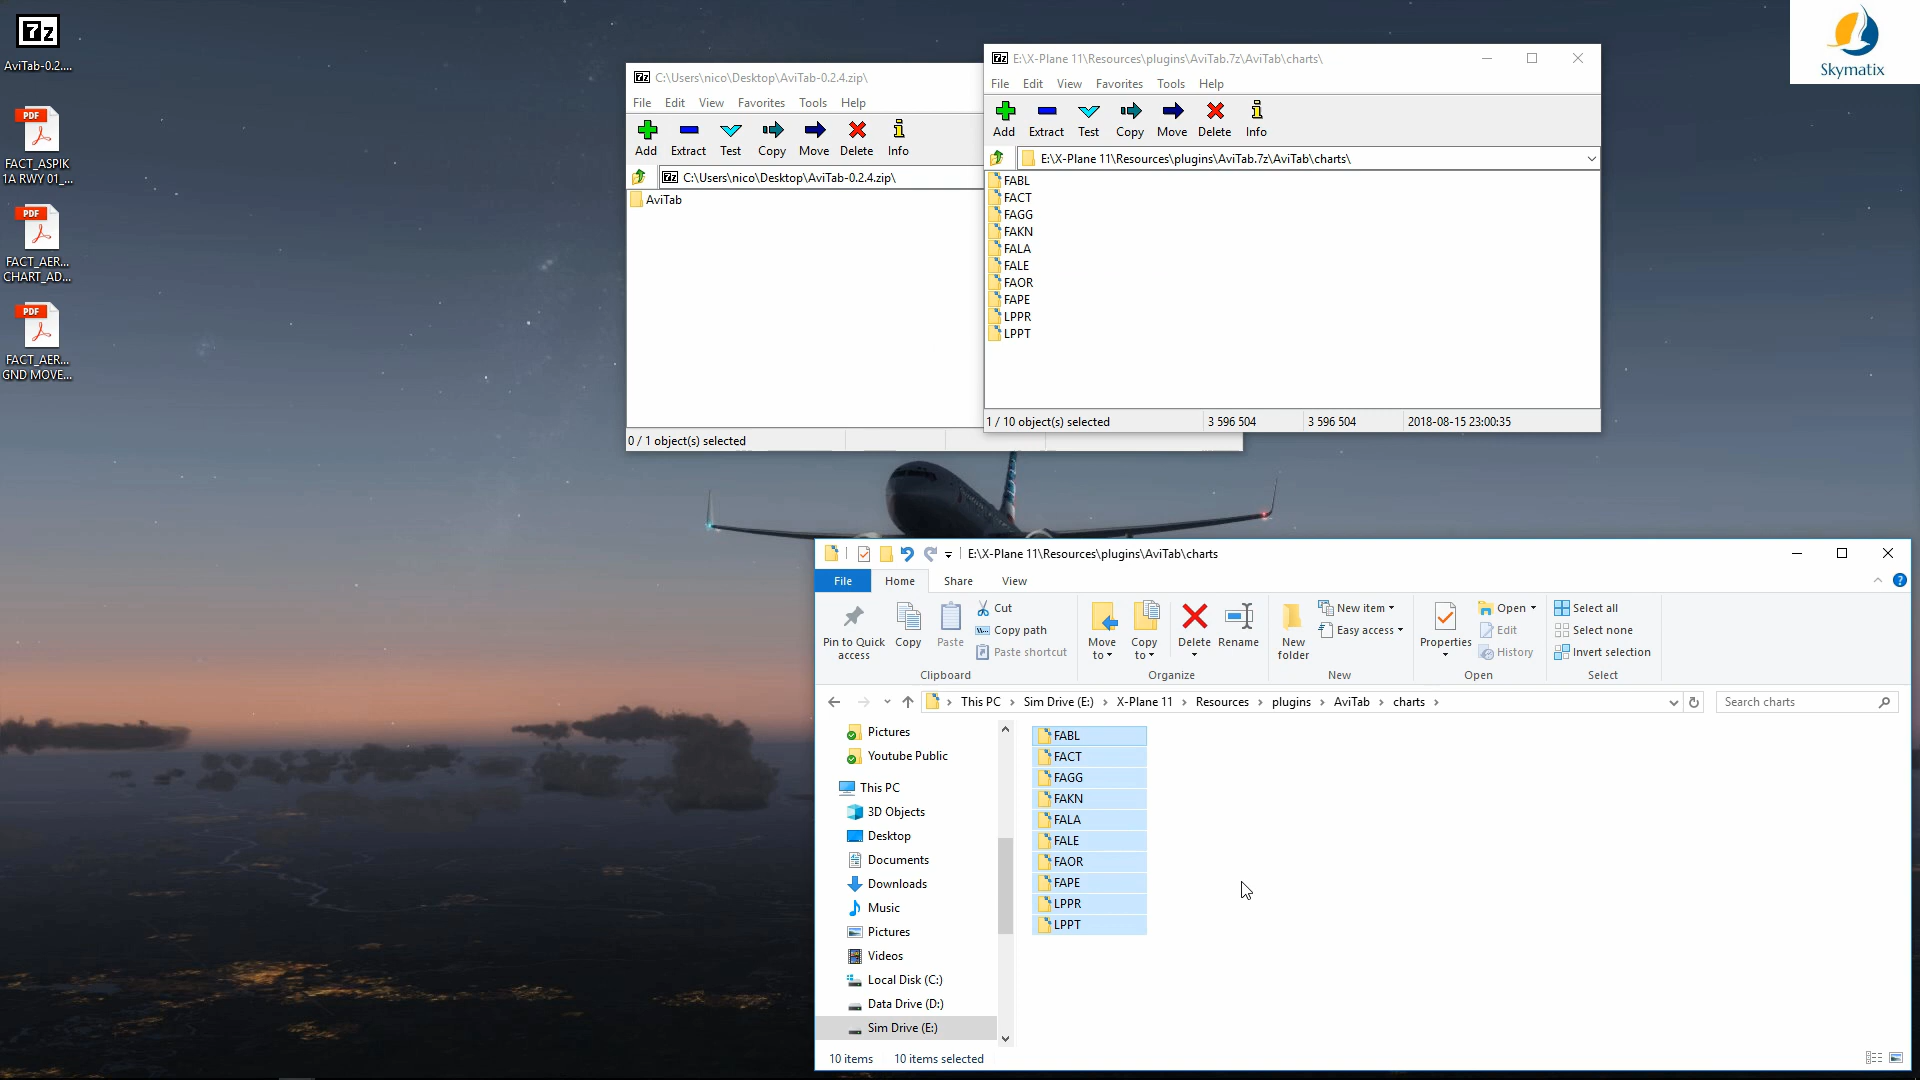 7z
AviTab-0.2....
PDF
FACT_ASPIK
1A RWY 01_...
PDF
FACT_AER...
CHART_AD...
PDF
FACT_AER...
GND MOVE...
Skymatix
7z C:\Users\nico\Desktop\AviTab-0.2.4.zip\
File Edit View Favorites Tools Help
Add Extract Test Copy Move Delete Info
7z C:\Users\nico\Desktop\AviTab-0.2.4.zip\
AviTab
0 / 1 object(s) selected
7z E:\X-Plane 11\Resources\plugins\AviTab.7z\AviTab\charts\
File Edit View Favorites Tools Help
Add Extract Test Copy Move Delete Info
E:\X-Plane 11\Resources\plugins\AviTab.7z\AviTab\charts\
FABL
FACT
FAGG
FAKN
FALA
FALE
FAOR
FAPE
LPPR
LPPT
1 / 10 object(s) selected 3 596 504 3 596 504 2018-08-15 23:00:35
E:\X-Plane 11\Resources\plugins\AviTab\charts
File Home Share View
Pin to Quick
access
Copy
Paste
Cut
Copy path
Paste shortcut
Clipboard
Move
to
Copy
to
Delete
Rename
Organize
New
folder
New item
Easy access
New
Properties
Open
Edit
History
Open
Select all
Select none
Invert selection
Select
This PC Sim Drive (E:) X-Plane 11 Resources plugins AviTab charts
Search charts
Pictures
Youtube Public
This PC
3D Objects
Desktop
Documents
Downloads
Music
Pictures
Videos
Local Disk (C:)
Data Drive (D:)
Sim Drive (E:)
FABL
FACT
FAGG
FAKN
FALA
FALE
FAOR
FAPE
LPPR
LPPT
10 items 10 items selected